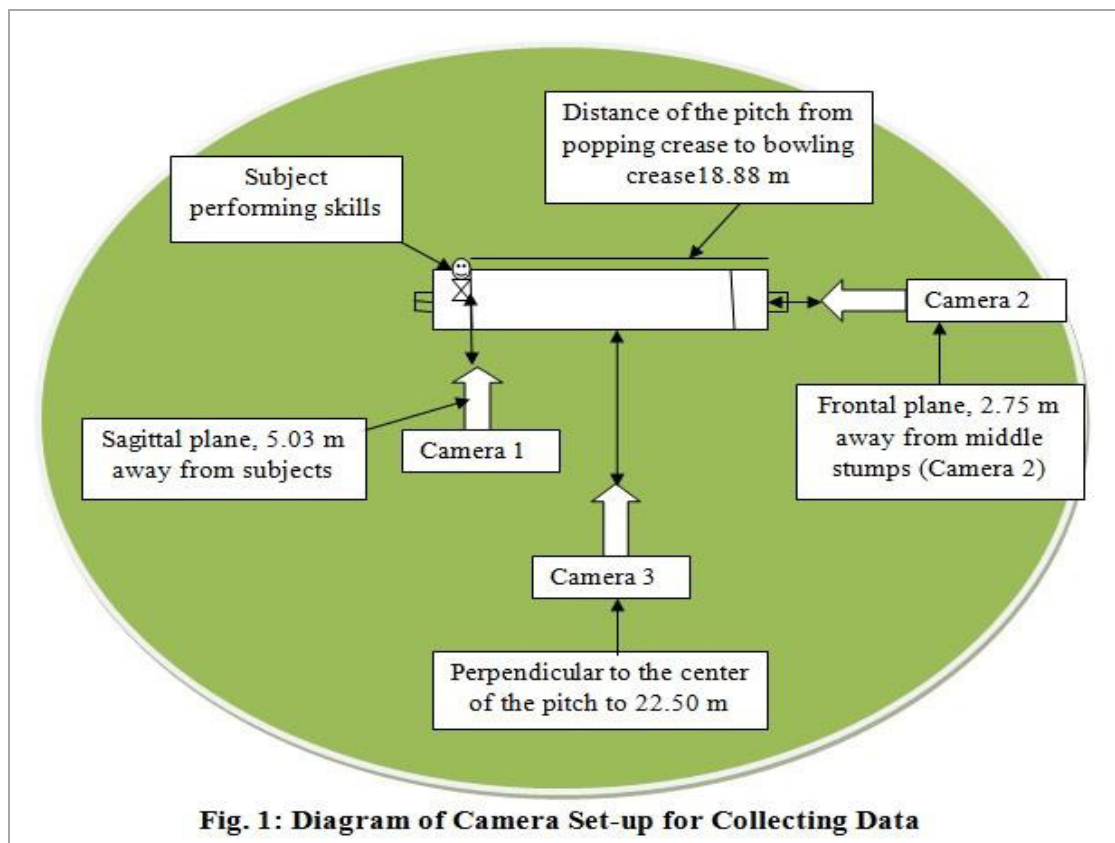 Distance of the pitch from
popping crease to bowling
crease18.88 m
Subject
performing skills
Camera 2
Frontal plane, 2.75 m
away from middle
stumps (Camera 2)
Sagittal plane, 5.03 m
away from subjects
Camera 1
Camera 3
Perpendicular to the center
of the pitch to 22.50 m
Fig. 1: Diagram of Camera Set-up for Collecting Data